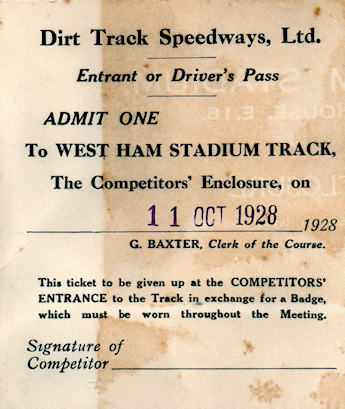 Dirt Track Speedways, Ltd.
Entrant or Driver's Pass
ADMIT ONE
To WEST HAM STADIUM TRACK,
The Competitors' Enclosure, on
11 OCT 1928 1928
G. BAXTER, Clerk of the Course.
This ticket to be given up at the COMPETITORS'
ENTRANCE to the Track in exchange for a Badge,
which must be worn throughout the Meeting.
Signature of
Competitor